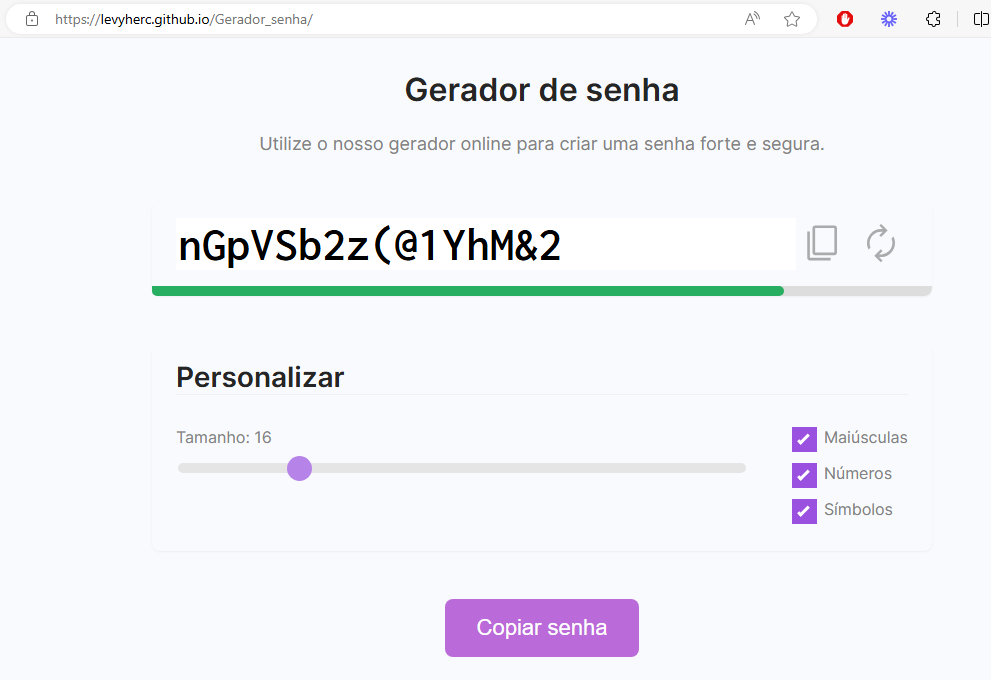 https://levyherc.github.io/Gerador_senha/
Gerador de senha
Utilize o nosso gerador online para criar uma senha forte e segura.
nGpVSb2z(@1YhM&2
Personalizar
Tamanho: 16
Maiúsculas
Números
Símbolos
Copiar senha